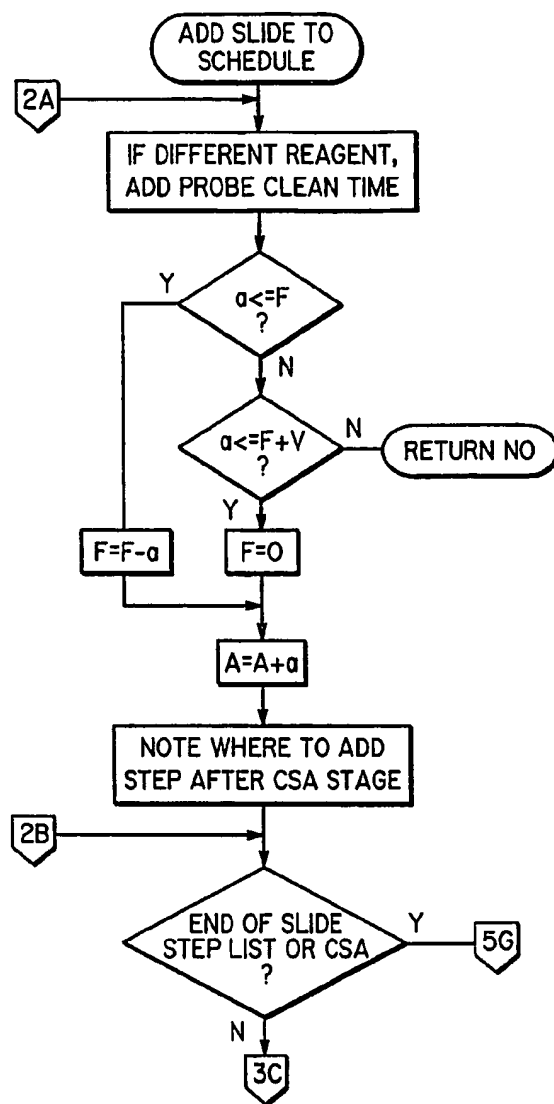 ADD SLIDE TO
SCHEDULE
2A
IF DIFFERENT REAGENT,
ADD PROBE CLEAN TIME
Y
a<=F
?
N
a<=F+V
?
N
RETURN NO
Y
F=F-a
F=0
A=A+a
NOTE WHERE TO ADD
STEP AFTER CSA STAGE
2B
END OF SLIDE
STEP LIST OR CSA
?
Y
5G
N
3C